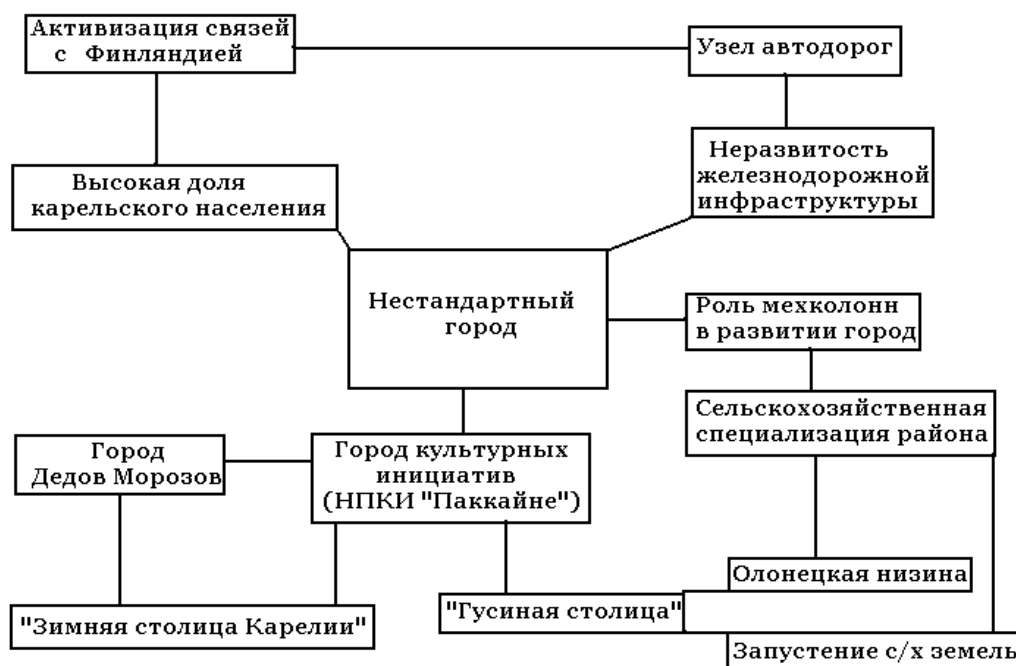 Активизация связей
с Финляндией
Узел автодорог
Высокая доля
карельского населения
Неразвитость
железнодорожной
инфраструктуры
Нестандартный
город
Роль мехколонн
в развитии город
Сельскохозяйственная
специализация района
Город
Дедов Морозов
Город культурных
инициатив
(НПКИ "Паккайне")
Олонецкая низина
"Зимняя столица Карелии"
"Гусиная столица"
Запустение с/х земель